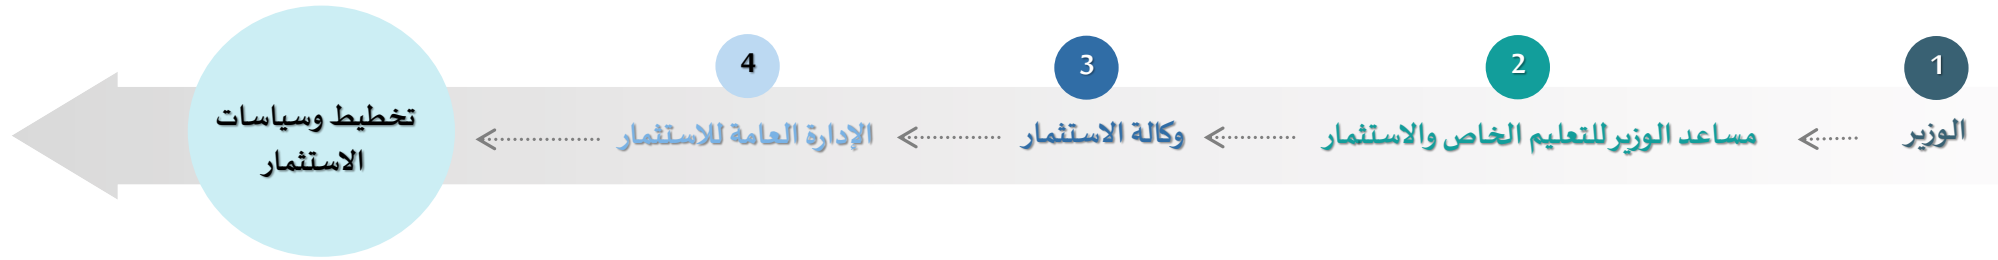 1
الوزير
2
مساعد الوزير للتعليم الخاص والاستثمار
3
وكالة الاستثمار
4
الإدارة العامة للاستثمار
تخطيط وسياسات
الاستثمار